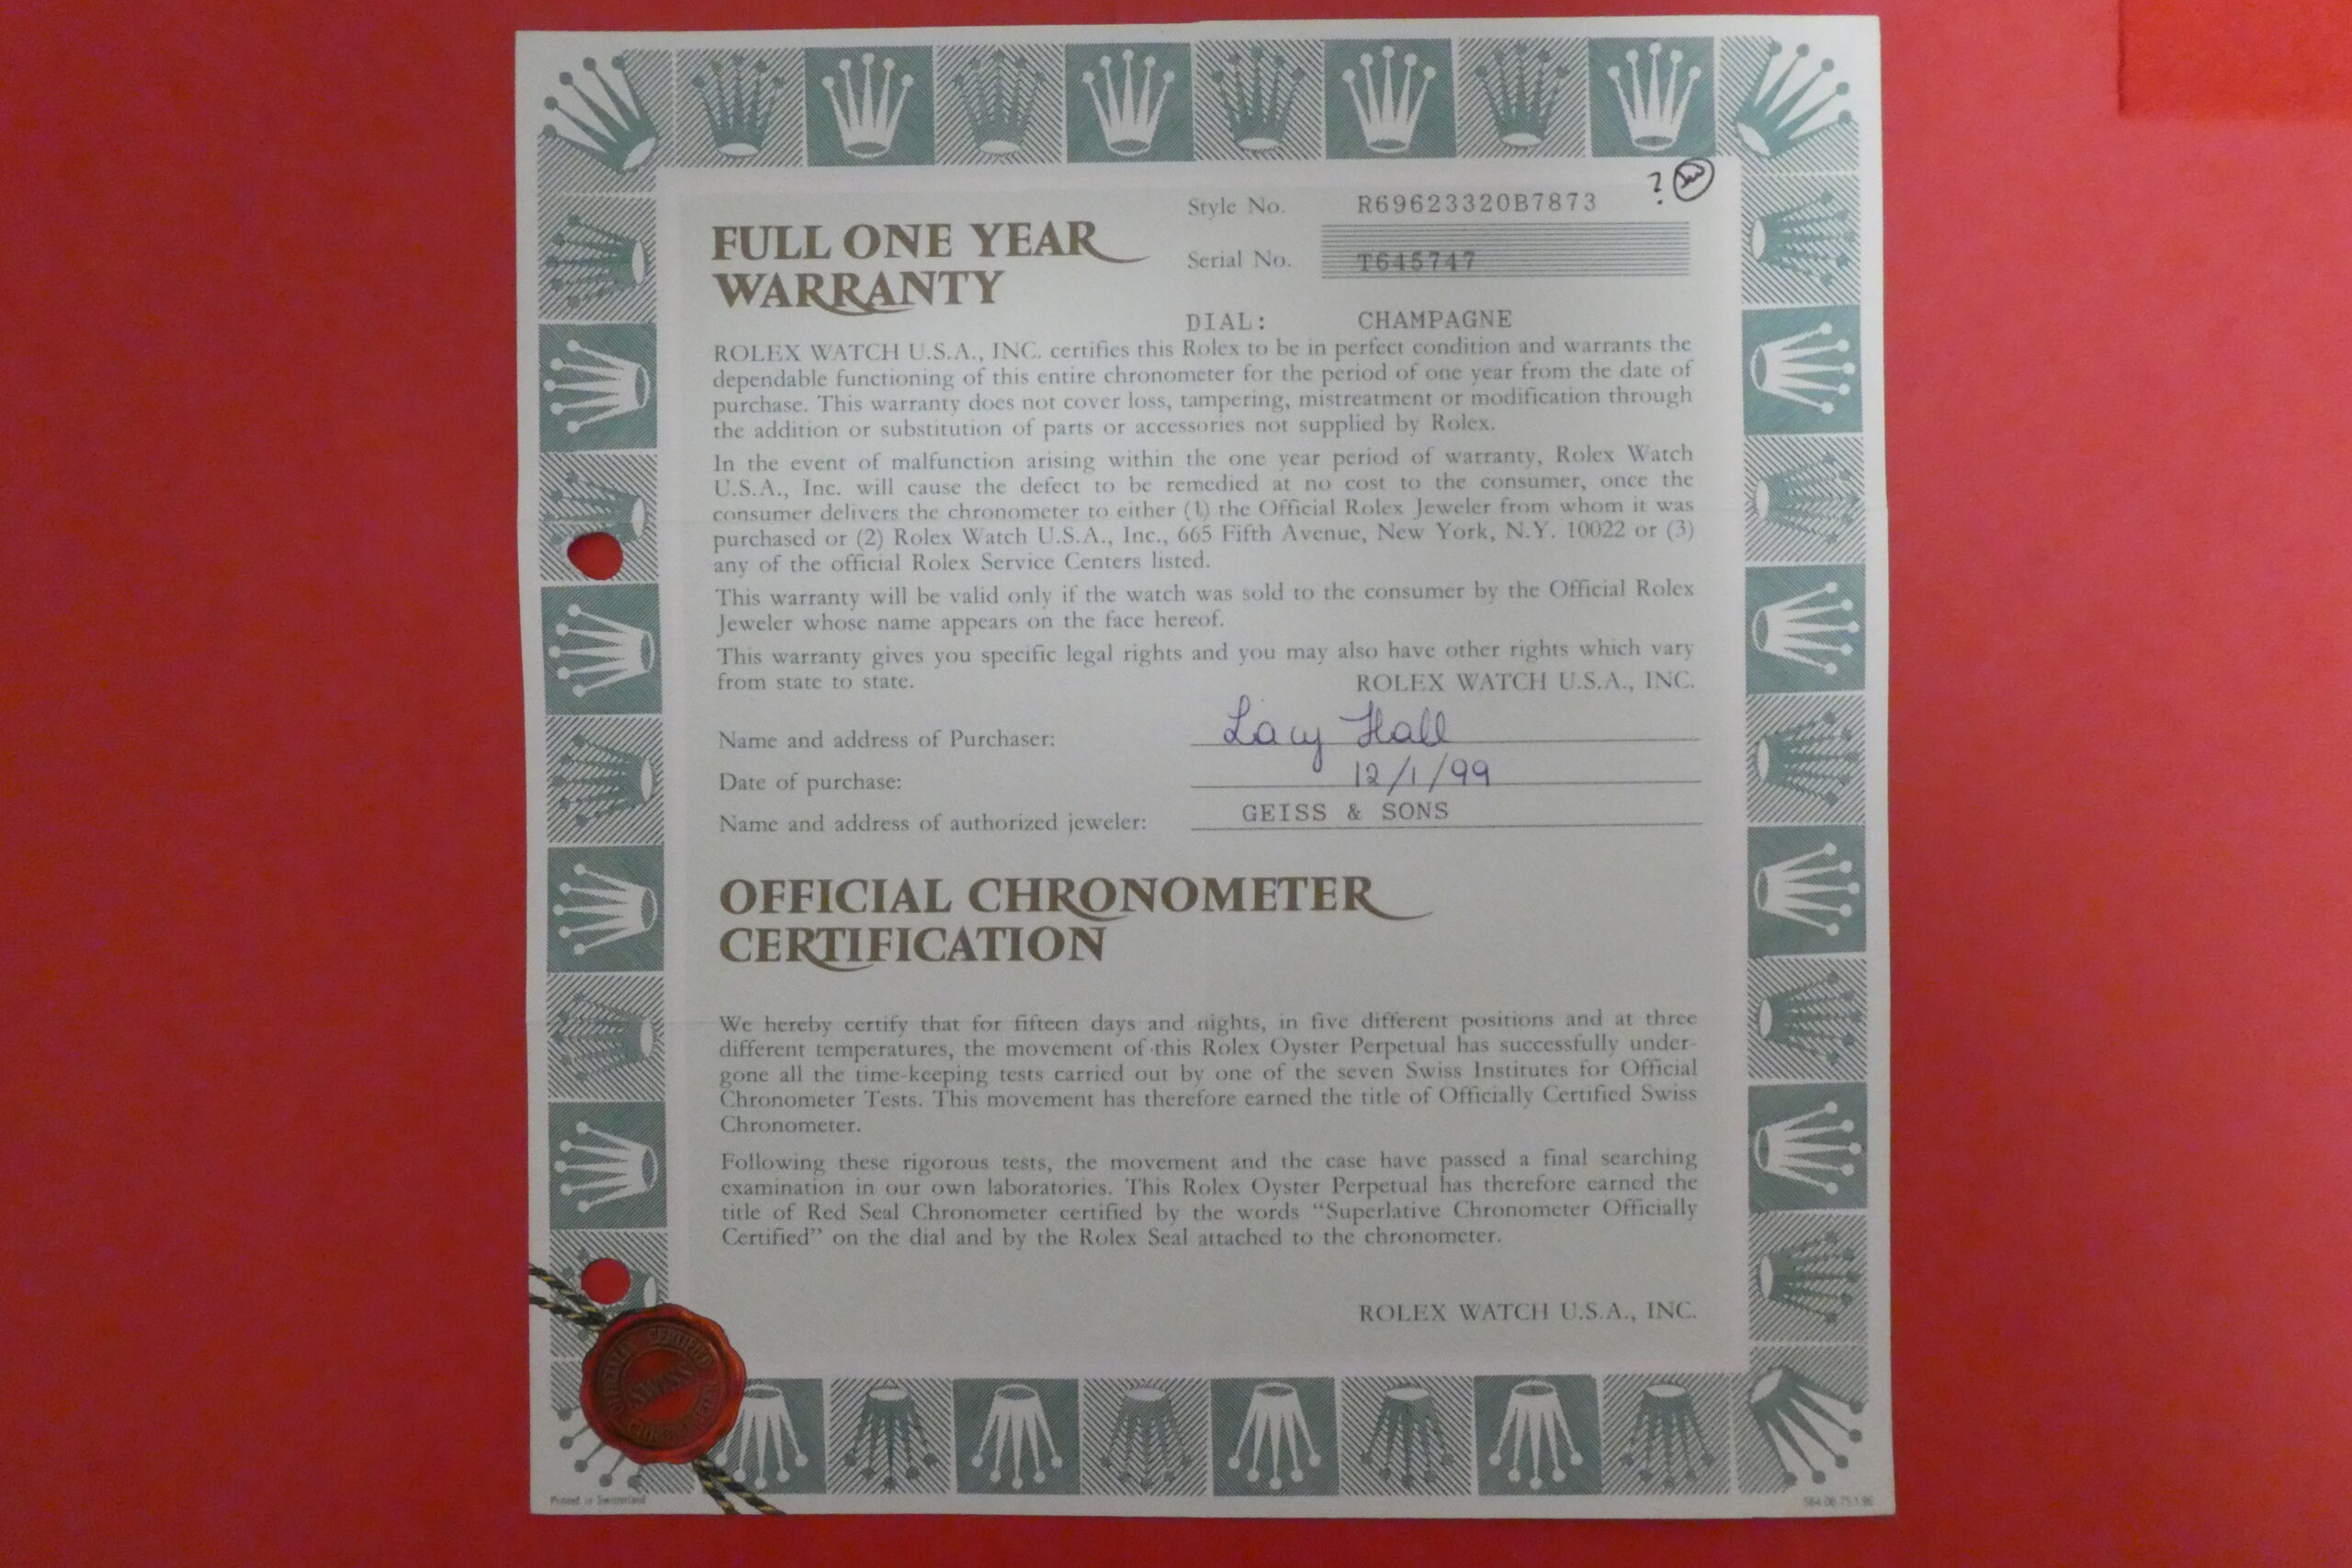 Style No. R69623320B7873 ?
FULL ONE YEAR
WARRANTY
Serial No. T645747
DIAL: CHAMPAGNE
ROLEX WATCH U.S.A., INC. certifies this Rolex to be in perfect condition and warrants the
dependable functioning of this entire chronometer for the period of one year from the date of
purchase. This warranty does not cover loss, tampering, mistreatment or modification through
the addition or substitution of parts or accessories not supplied by Rolex.
In the event of malfunction arising within the one year period of warranty, Rolex Watch
U.S.A., Inc. will cause the defect to be remedied at no cost to the consumer, once the
consumer delivers the chronometer to either (1) the Official Rolex Jeweler from whom it was
purchased or (2) Rolex Watch U.S.A., Inc., 665 Fifth Avenue, New York, N.Y. 10022 or (3)
any of the official Rolex Service Centers listed.
This warranty will be valid only if the watch was sold to the consumer by the Official Rolex
Jeweler whose name appears on the face hereof.
This warranty gives you specific legal rights and you may also have other rights which vary
from state to state. ROLEX WATCH U.S.A., INC.
Name and address of Purchaser: Lacy Hall
Date of purchase: 12/1/99
Name and address of authorized jeweler: GEISS & SONS
OFFICIAL CHRONOMETER
CERTIFICATION
We hereby certify that for fifteen days and nights, in five different positions and at three
different temperatures, the movement of this Rolex Oyster Perpetual has successfully under-
gone all the time-keeping tests carried out by one of the seven Swiss Institutes for Official
Chronometer Tests. This movement has therefore earned the title of Officially Certified Swiss
Chronometer.
Following these rigorous tests, the movement and the case have passed a final searching
examination in our own laboratories. This Rolex Oyster Perpetual has therefore earned the
title of Red Seal Chronometer certified by the words “Superlative Chronometer Officially
Certified” on the dial and by the Rolex Seal attached to the chronometer.
ROLEX WATCH U.S.A., INC.
OFFICIALLY CERTIFIED
SWISS
Printed in Switzerland
564.00.75.1.96